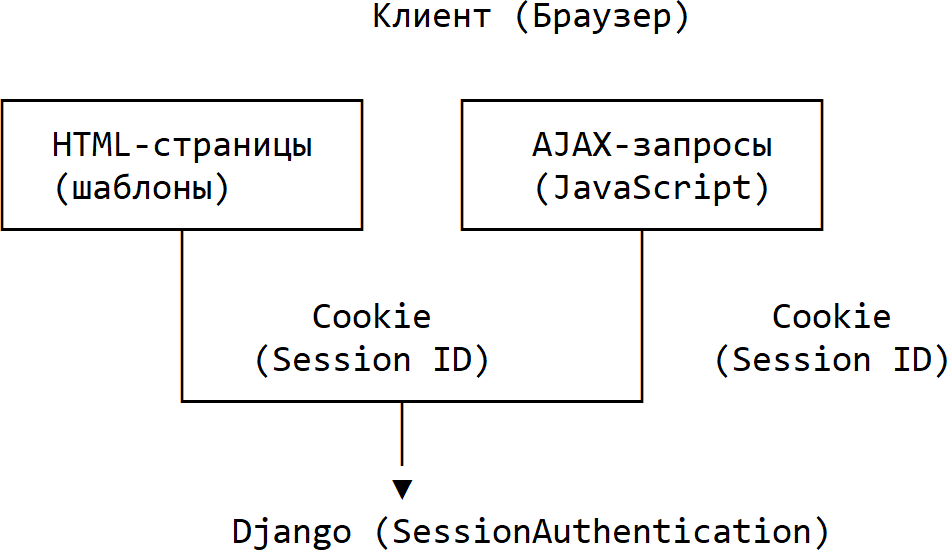 Клиент (Браузер)
HTML-страницы
(шаблоны)
AJAX-запросы
(JavaScript)
Cookie
(Session ID)
Cookie
(Session ID)
Django (SessionAuthentication)